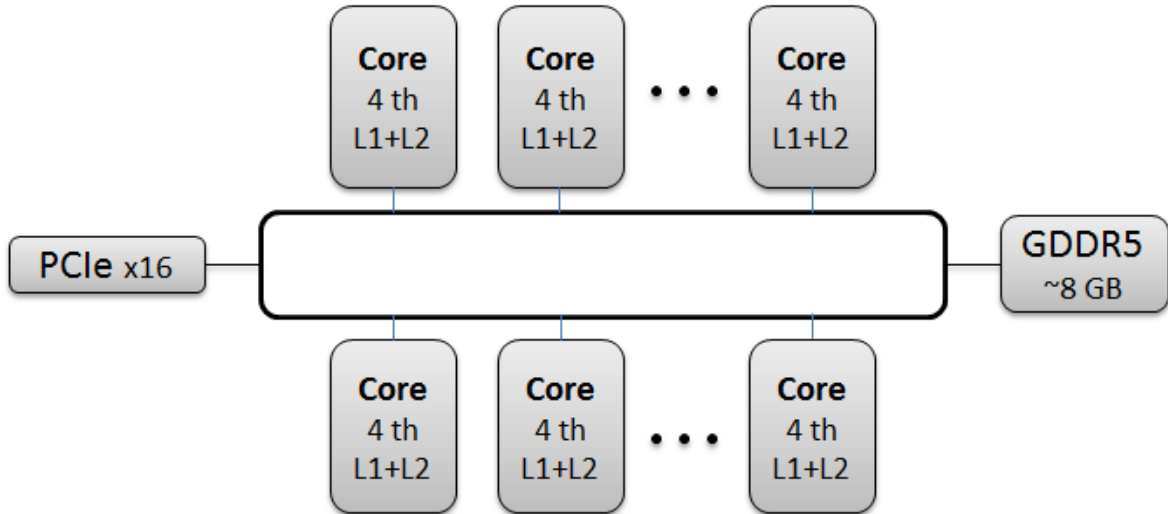 Core
4 th
L1+L2
Core
4 th
L1+L2
Core
4 th
L1+L2
PCIe x16
GDDR5
~8 GB
Core
4 th
L1+L2
Core
4 th
L1+L2
Core
4 th
L1+L2